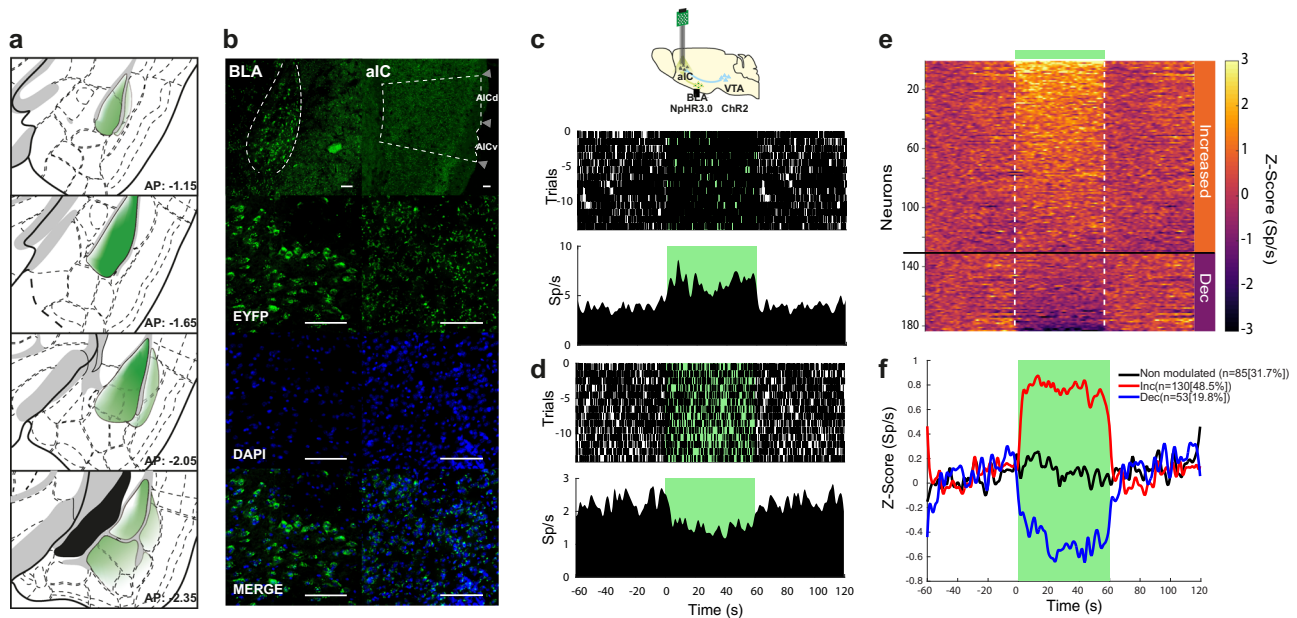 a
AP: -1.15
AP: -1.65
AP: -2.05
AP: -2.35
b
BLA
aIC
AICd
AICv
EYFP
DAPI
MERGE
c
aIC
VTA
BLA
NpHR3.0 ChR2
0
-5
-10
Trials
10
5
0
Sp/s
d
0
-5
-10
Trials
3
2
1
0
Sp/s
-60 -40 -20 0 20 40 60 80 100 120
Time (s)
e
20
60
100
140
180
Neurons
Increased
Dec
3
2
1
0
-1
-2
-3
Z-Score (Sp/s)
f
Non modulated (n=85[31.7%])
Inc(n=130[48.5%])
Dec(n=53[19.8%])
1
0.8
0.6
0.4
0.2
0
-0.2
-0.4
-0.6
-0.8
Z-Score (Sp/s)
-60 -40 -20 0 20 40 60 80 100 120
Time (s)